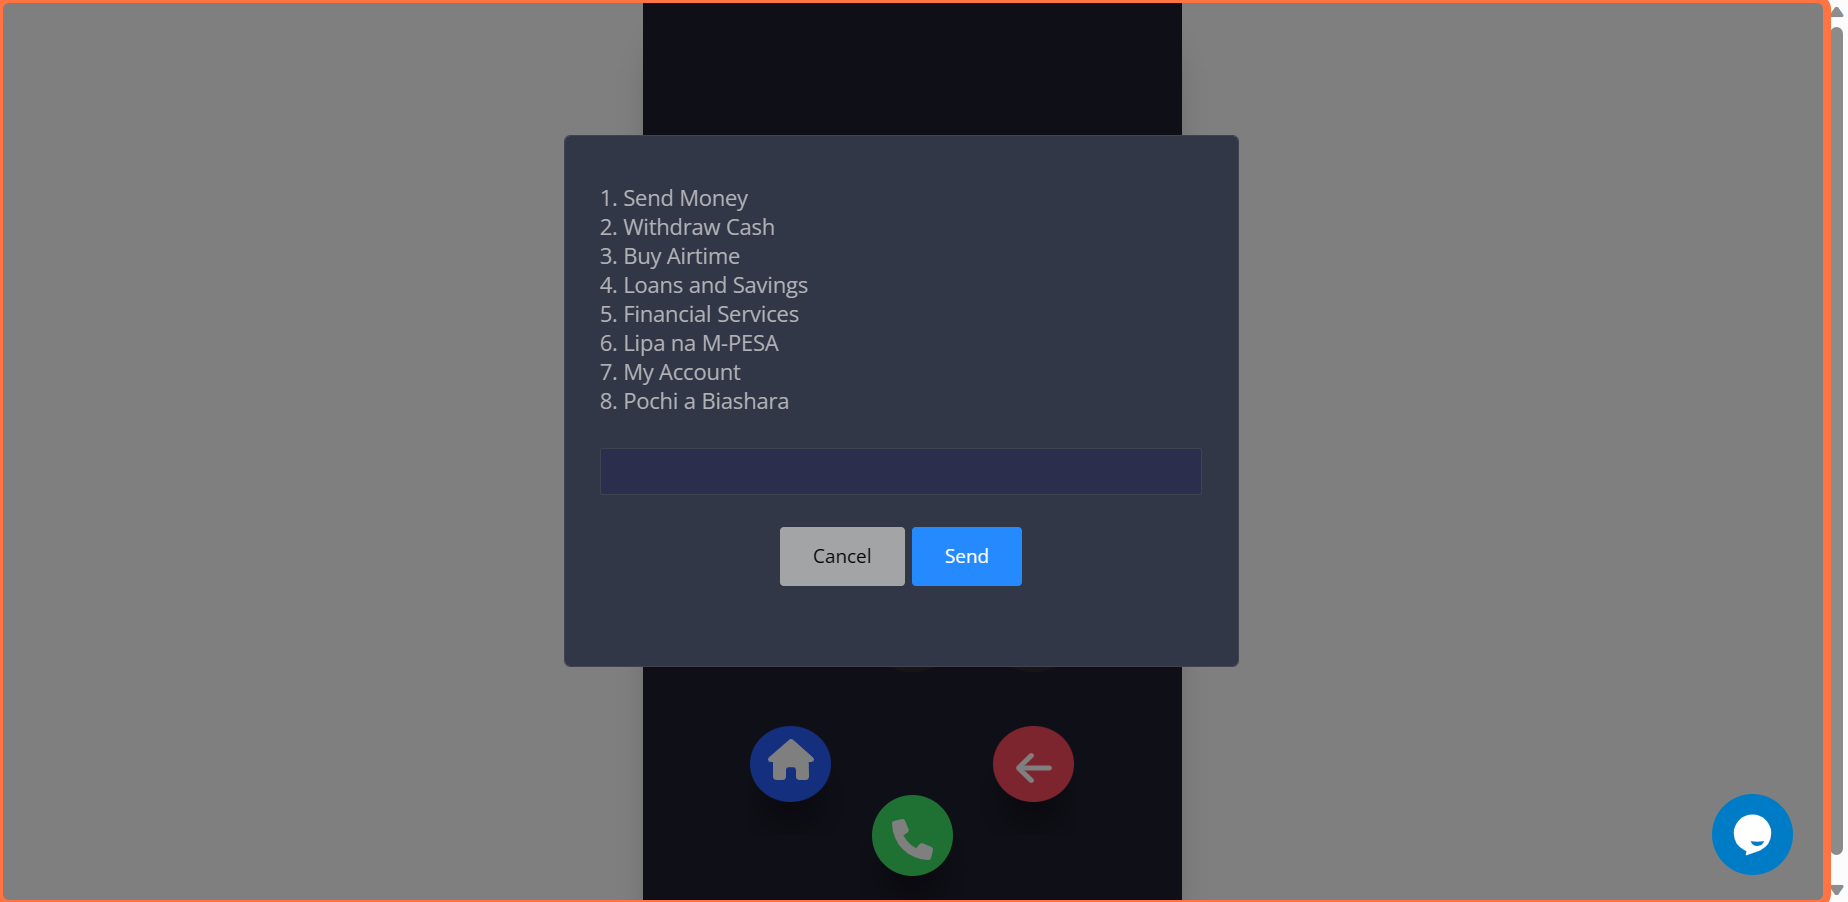 1. Send Money
2. Withdraw Cash
3. Buy Airtime
4. Loans and Savings
5. Financial Services
6. Lipa na M-PESA
7. My Account
8. Pochi a Biashara
Cancel
Send